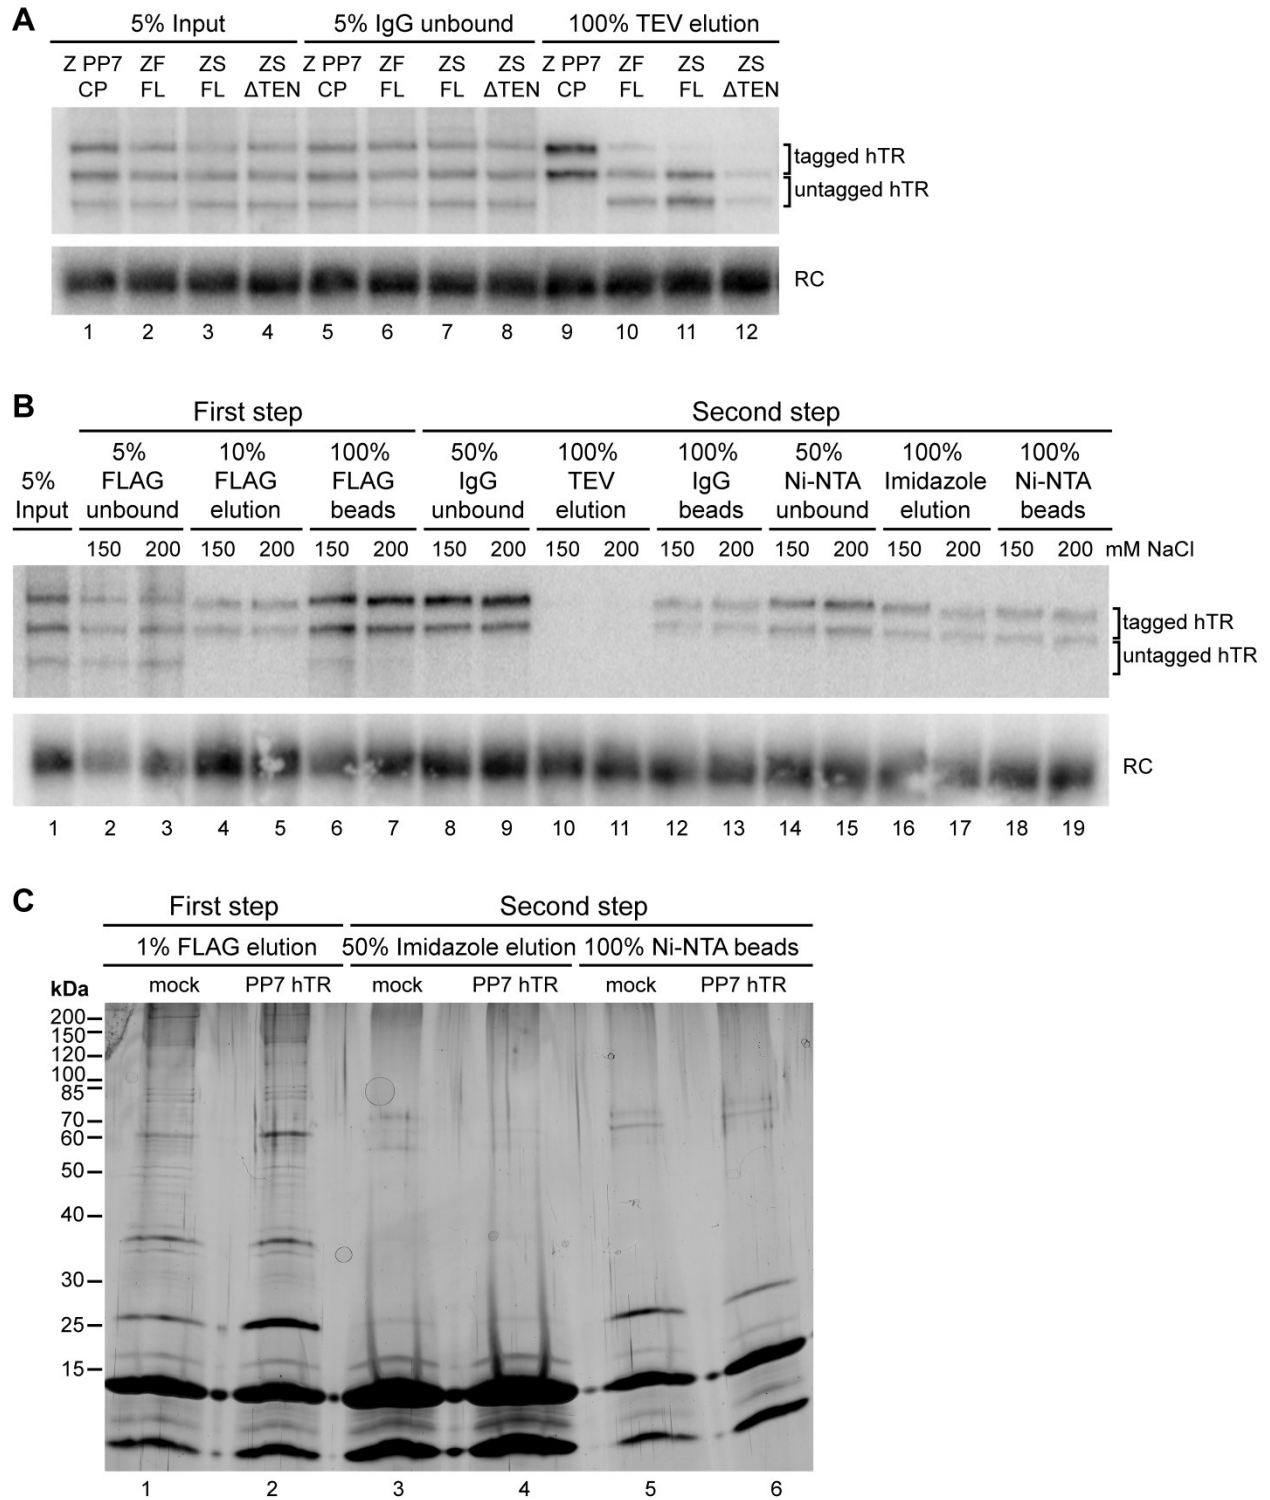 A
5% Input 5% IgG unbound 100% TEV elution
Z PP7 ZF ZS ZS Z PP7 ZF ZS ZS Z PP7 ZF ZS ZS
CP FL FL ΔTEN CP FL FL ΔTEN CP FL FL ΔTEN
tagged hTR
untagged hTR
RC
1 2 3 4 5 6 7 8 9 10 11 12
B
First step Second step
5% 10% 100% 50% 100% 100% 50% 100% 100%
5% FLAG FLAG FLAG IgG TEV IgG Ni-NTA Imidazole Ni-NTA
Input unbound elution beads unbound elution beads unbound elution beads
150 200 150 200 150 200 150 200 150 200 150 200 150 200 150 200 150 200 mM NaCl
tagged hTR
untagged hTR
RC
1 2 3 4 5 6 7 8 9 10 11 12 13 14 15 16 17 18 19
C
First step Second step
1% FLAG elution 50% Imidazole elution 100% Ni-NTA beads
kDa mock PP7 hTR mock PP7 hTR mock PP7 hTR
200
150
120
100
85
70
60
50
40
30
25
15
1 2 3 4 5 6